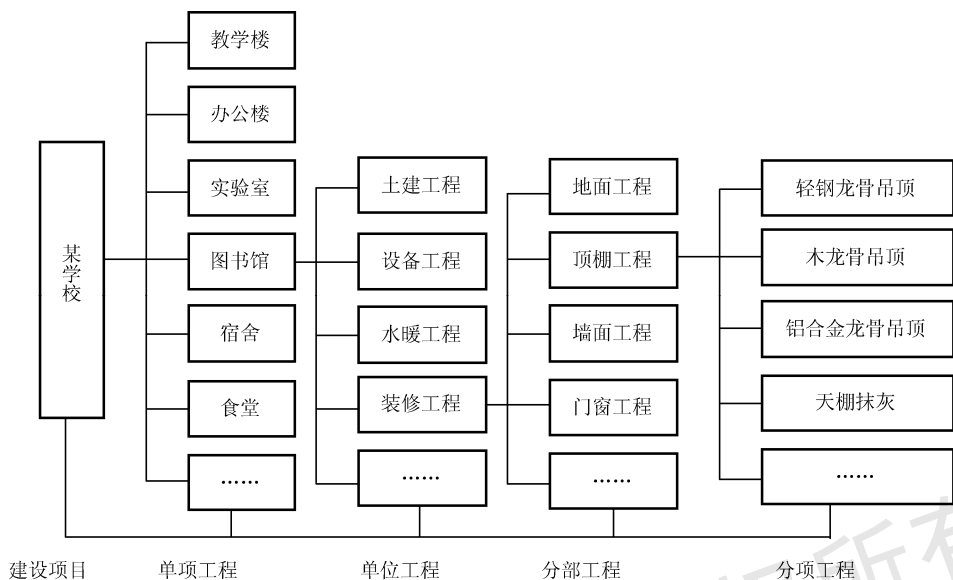 某学校
教学楼
办公楼
实验室
图书馆
宿舍
食堂
……
土建工程
设备工程
水暖工程
装修工程
……
地面工程
顶棚工程
墙面工程
门窗工程
……
轻钢龙骨吊顶
木龙骨吊顶
铝合金龙骨吊顶
天棚抹灰
……
建设项目 单项工程 单位工程 分部工程 分项工程
所有